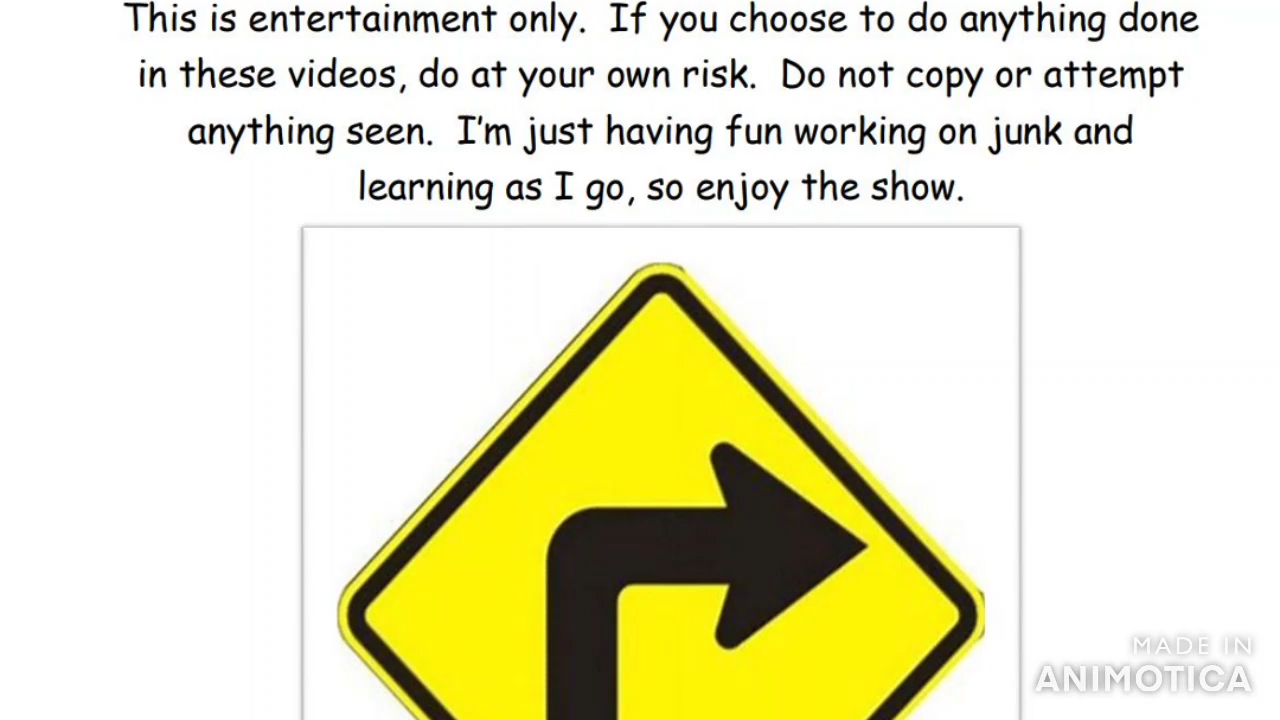 This is entertainment only.  If you choose to do anything done
in these videos, do at your own risk.  Do not copy or attempt
anything seen.  I'm just having fun working on junk and
learning as I go, so enjoy the show.
MADE IN
ANIMOTICA